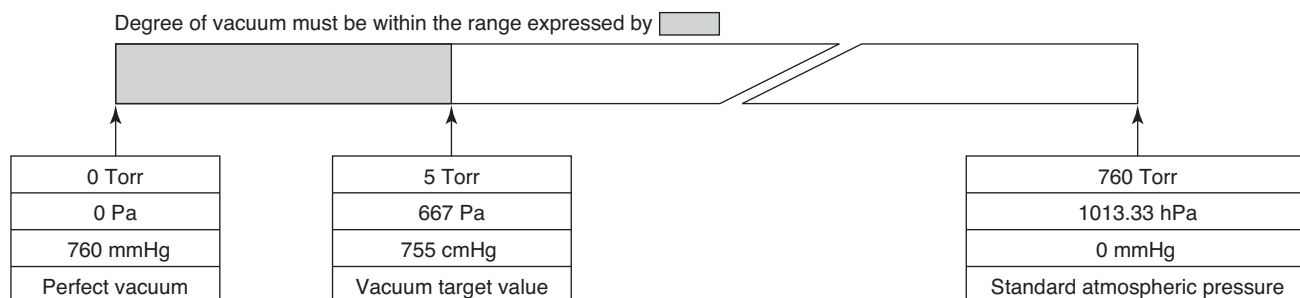 Degree of vacuum must be within the range expressed by
0 Torr
0 Pa
760 mmHg
Perfect vacuum
5 Torr
667 Pa
755 cmHg
Vacuum target value
760 Torr
1013.33 hPa
0 mmHg
Standard atmospheric pressure